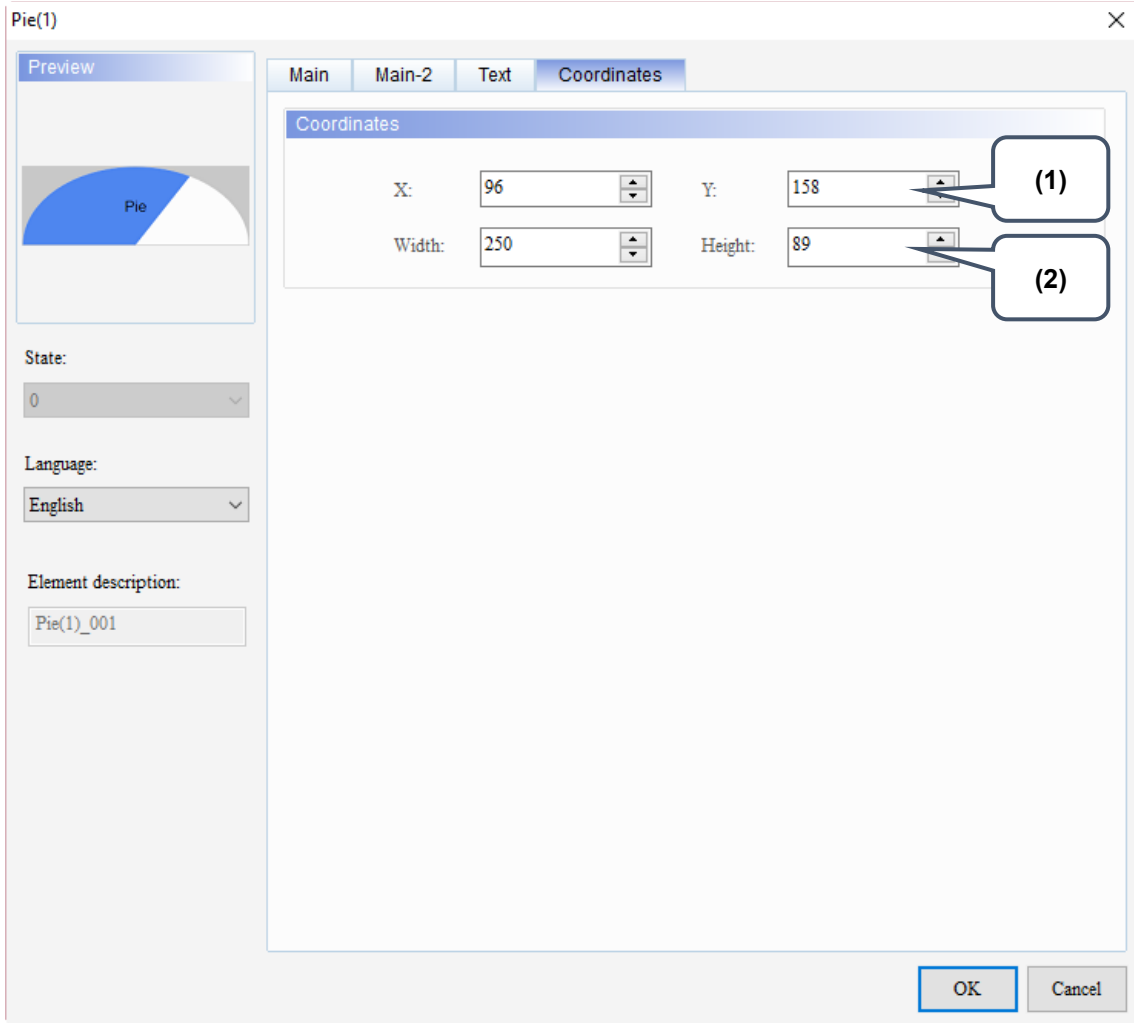 Pie(1)
Preview
Main Main-2 Text Coordinates
Coordinates
X: 96 Y: 158 (1)
Pie
Width: 250 Height: 89 (2)
State:
0
Language:
English
Element description:
Pie(1)_001
OK Cancel